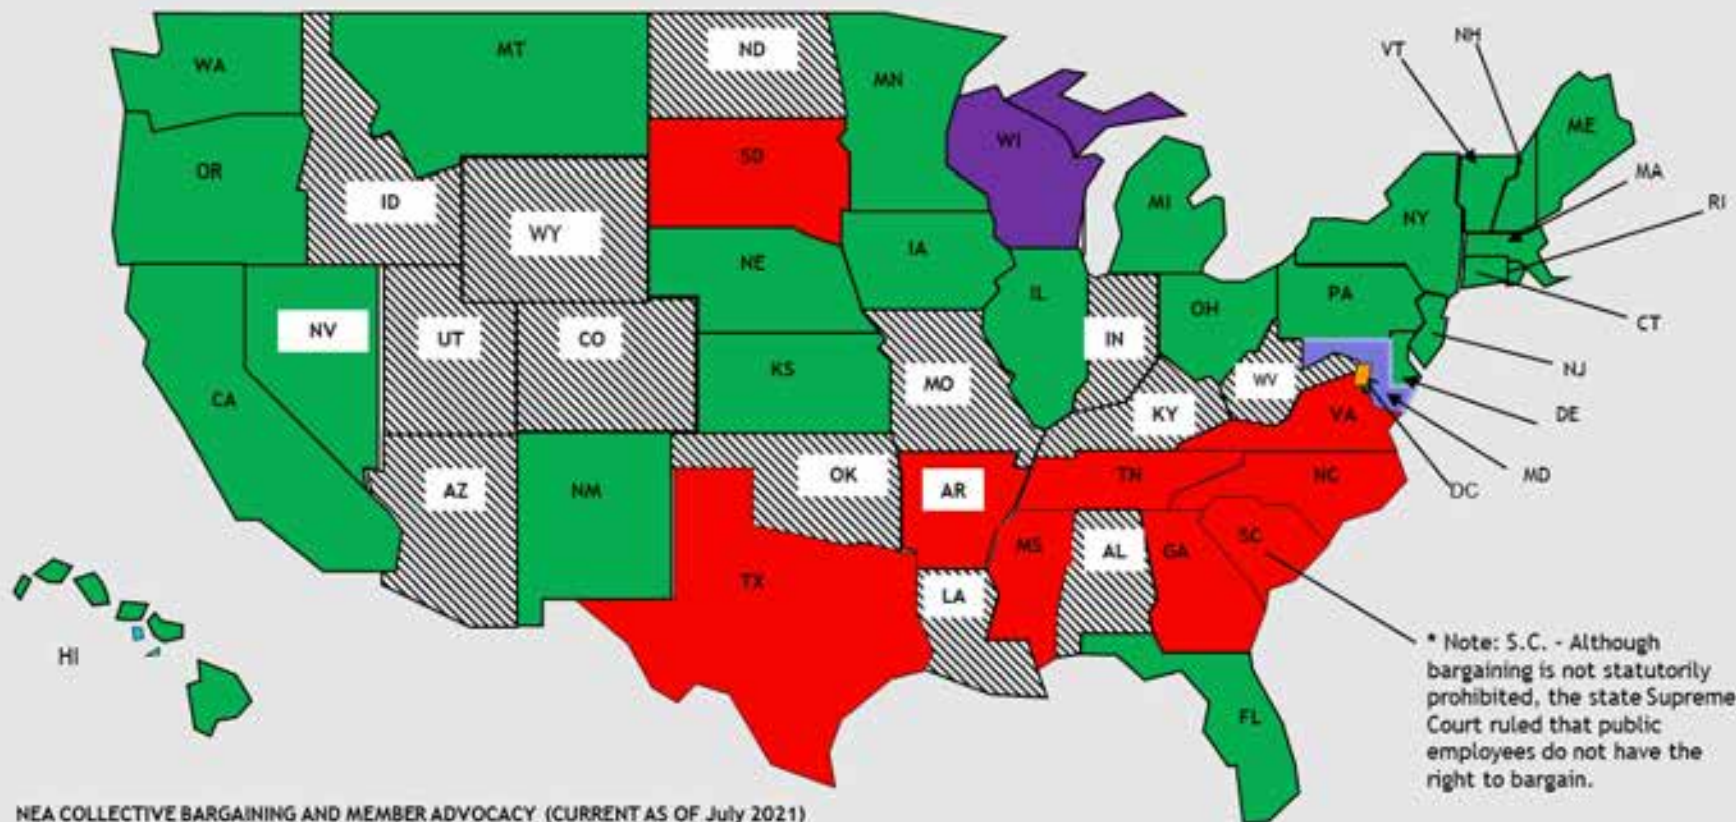 WA
MT
ND
MN
VT
NH
ME
OR
ID
SD
WI
MI
NY
MA
RI
WY
NE
IA
NV
UT
CO
IL
IN
OH
PA
CT
NJ
CA
KS
MO
KY
WV
VA
DE
MD
DC
AZ
NM
OK
AR
TN
NC
TX
LA
MS
AL
GA
SC
HI
FL
* Note: S.C. - Although
bargaining is not statutorily
prohibited, the state Supreme
Court ruled that public
employees do not have the
right to bargain.
NEA COLLECTIVE BARGAINING AND MEMBER ADVOCACY (CURRENT AS OF July 2021)